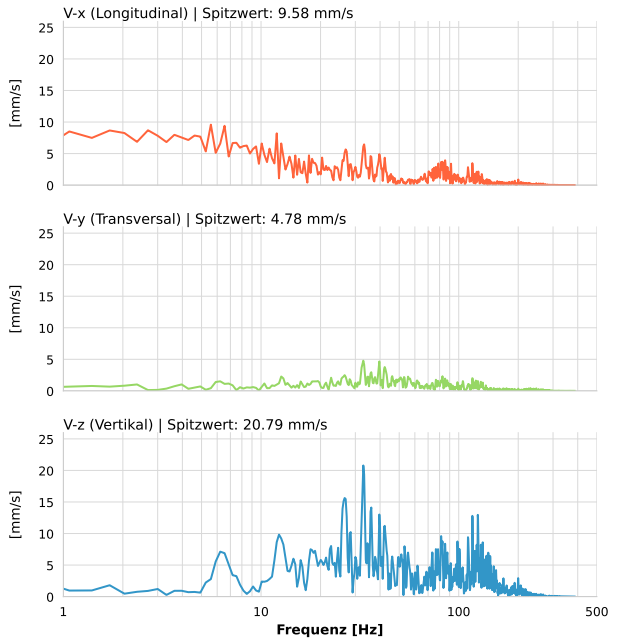 V-x (Longitudinal) | Spitzwert: 9.58 mm/s
25
20
15
10
5
0
[mm/s]
V-y (Transversal) | Spitzwert: 4.78 mm/s
25
20
15
10
5
0
[mm/s]
V-z (Vertikal) | Spitzwert: 20.79 mm/s
25
20
15
10
5
0
[mm/s]
1 10 100 500
Frequenz [Hz]